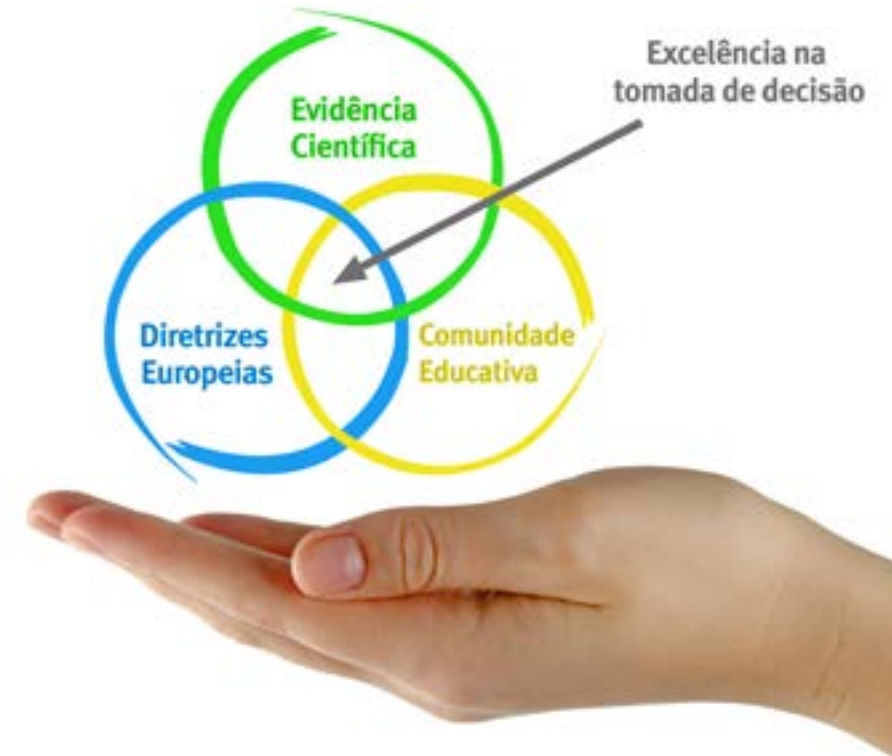 Excelência na
tomada de decisão
Evidência
Científica
Diretrizes
Europeias
Comunidade
Educativa